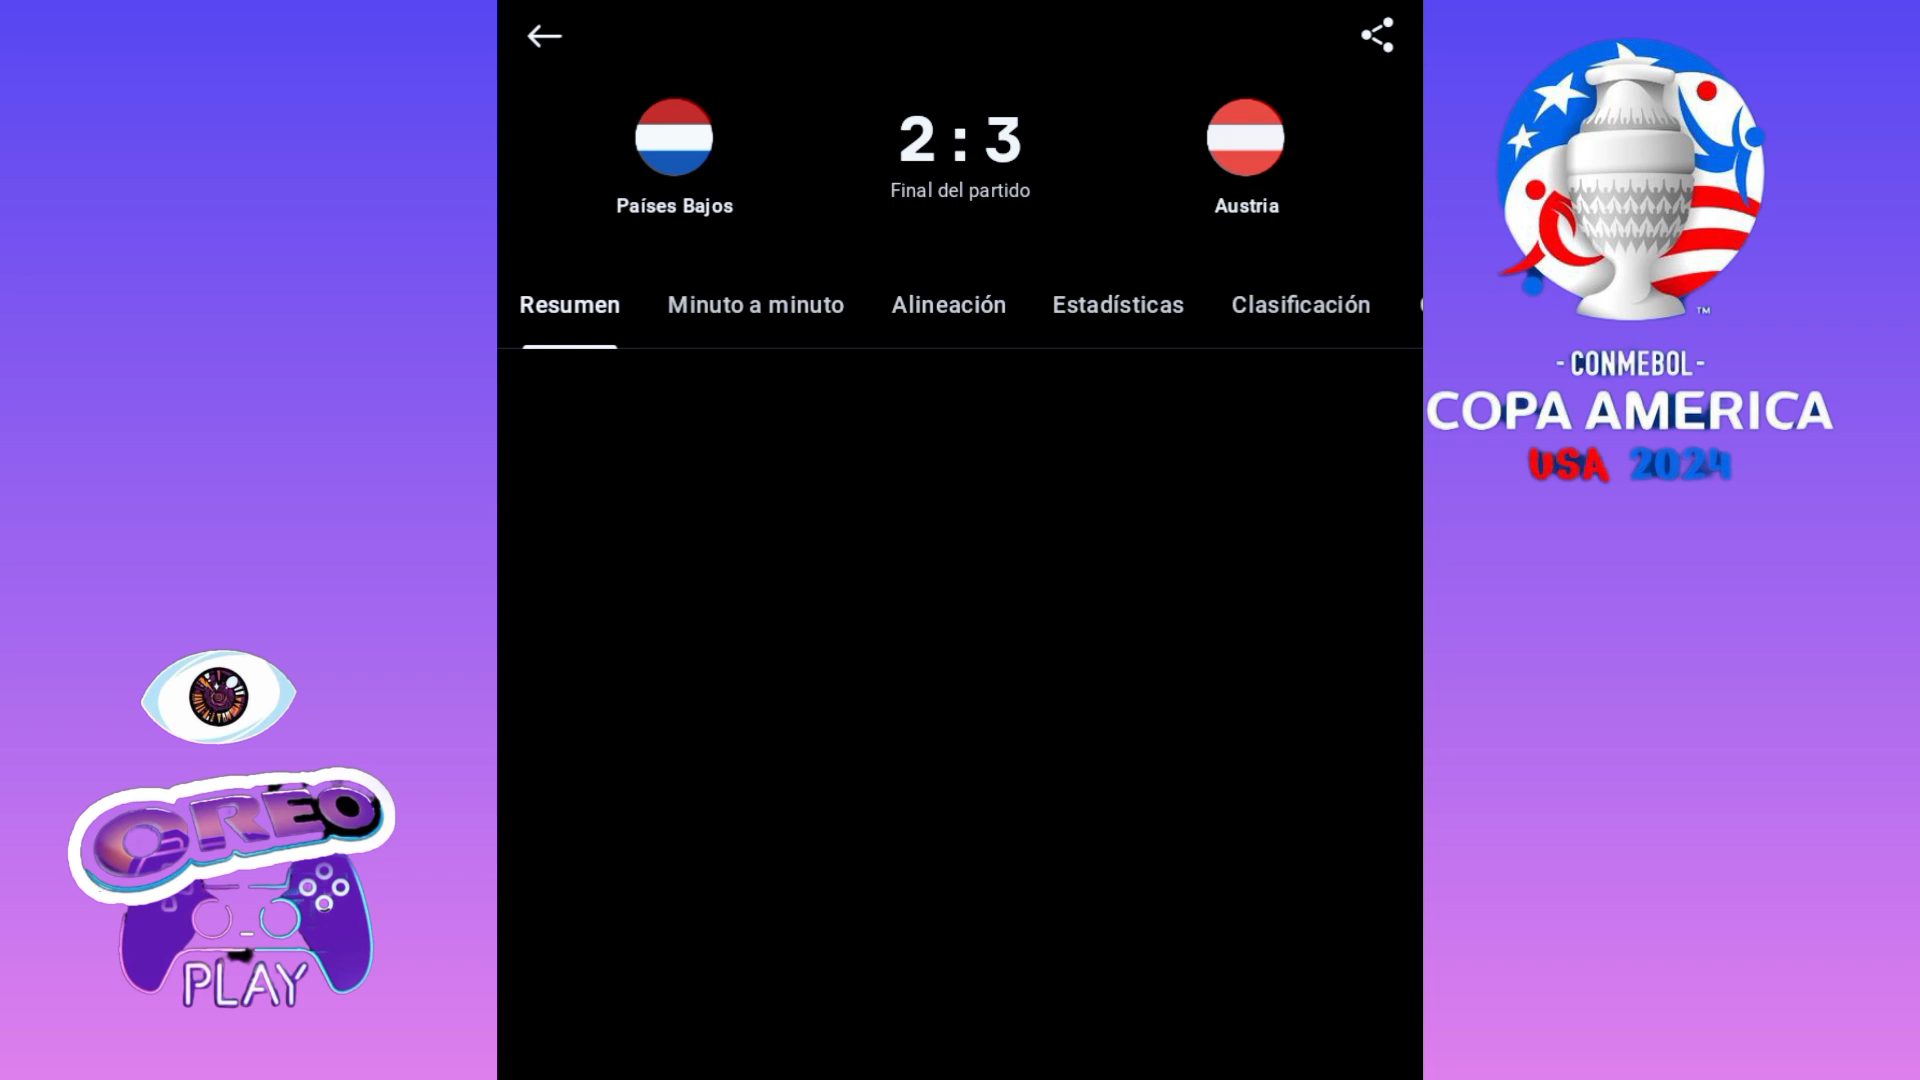 2 : 3
Final del partido
Países Bajos
Austria
Resumen Minuto a minuto Alineación Estadísticas Clasificación
- CONMEBOL -
COPA AMERICA
USA 2024
TM
OREO
PLAY